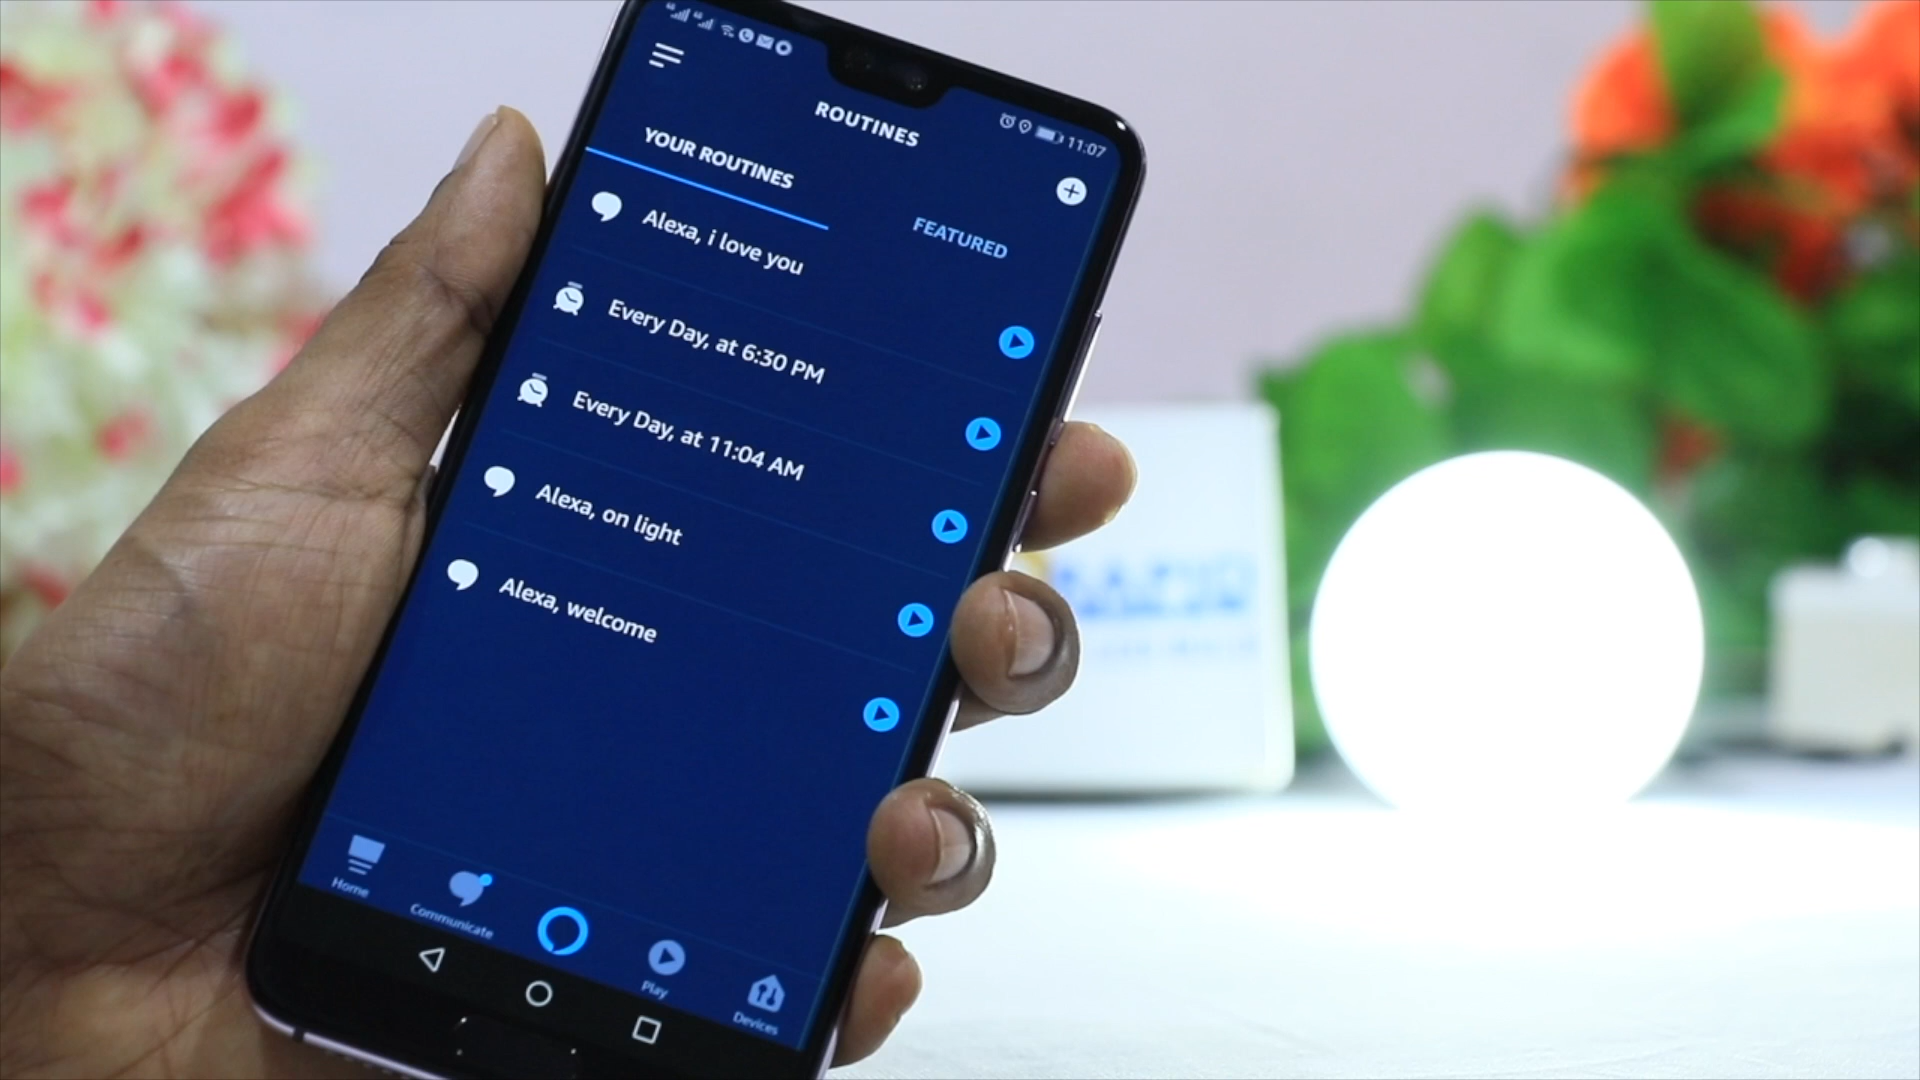 11:07
ROUTINES
YOUR ROUTINES
FEATURED
Alexa, i love you
Every Day, at 6:30 PM
Every Day, at 11:04 AM
Alexa, on light
Alexa, welcome
Home
Communicate
Play
Devices